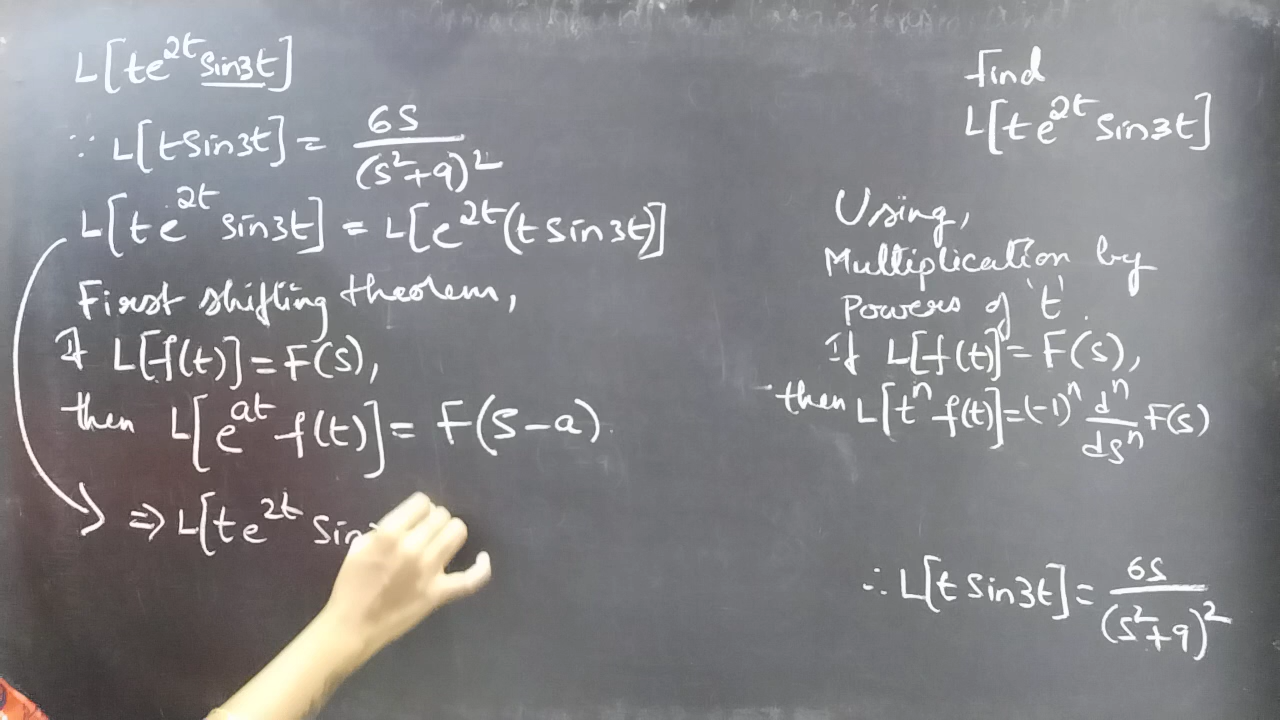 L[te^{2t} sin3t]
∵ L[tsin3t] = 6s/(s²+9)²
L[te^{2t} sin3t] = L[e^{2t}(tsin3t)]
First shifting theorem,
If L[f(t)] = F(s),
then L[e^{at} f(t)] = F(s-a)
⇒ L[te^{2t} sin
find
L[te^{2t} sin3t]
Using,
Multiplication by
Powers of 't'.
If L[f(t)] = F(s),
then L[t^n f(t)] = (-1)^n d^n/ds^n F(s)
∴ L[tsin3t] = 6s/(s²+9)²